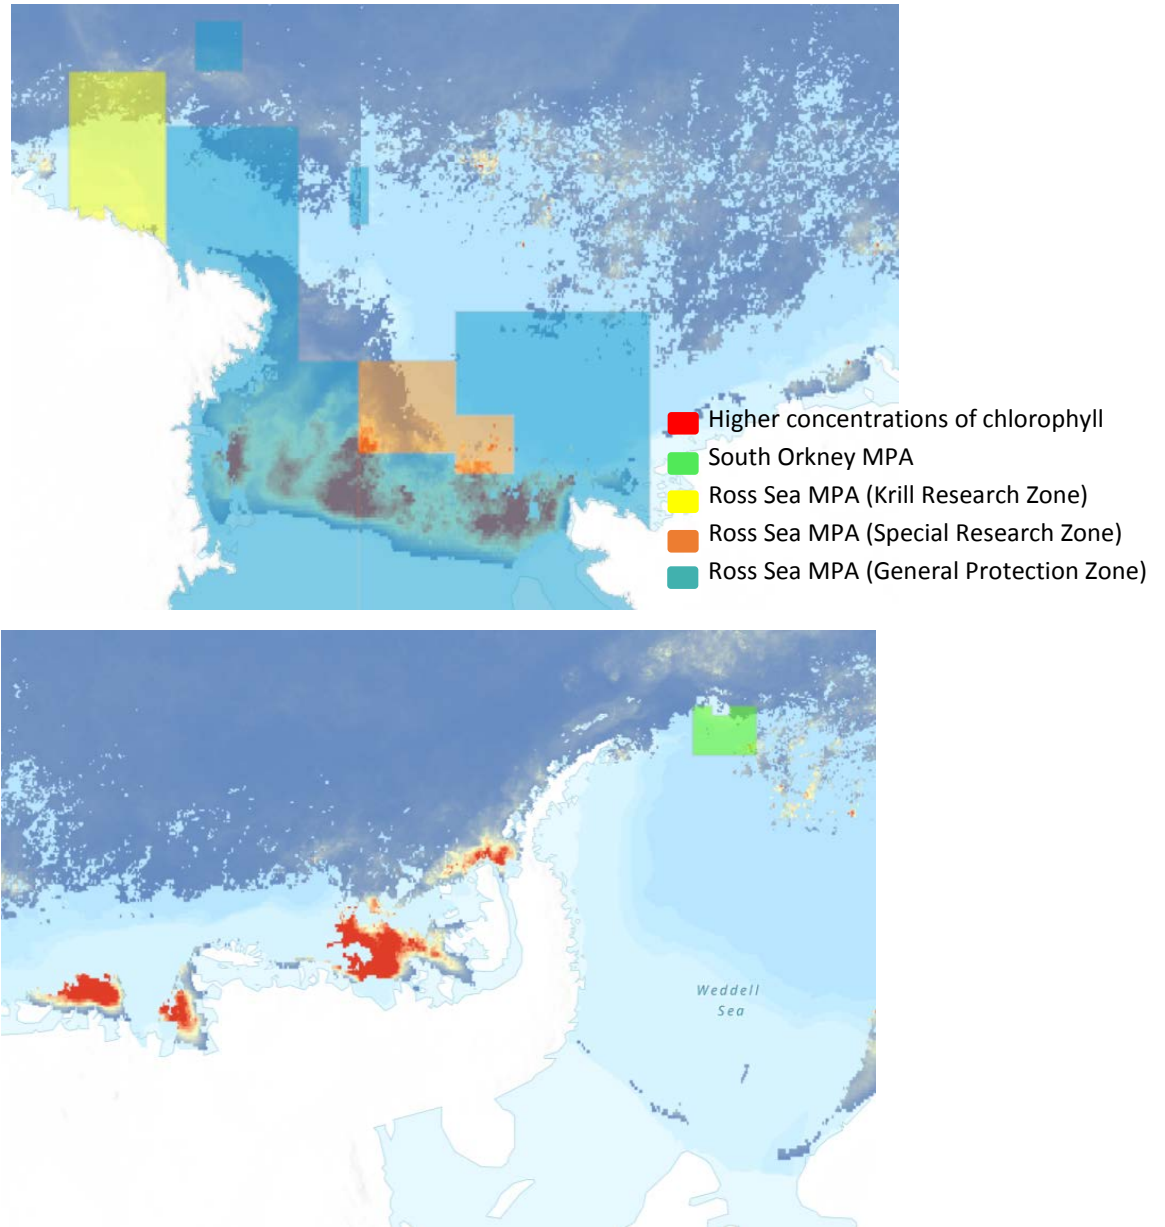 Higher concentrations of chlorophyll
South Orkney MPA
Ross Sea MPA (Krill Research Zone)
Ross Sea MPA (Special Research Zone)
Ross Sea MPA (General Protection Zone)
Weddell
Sea